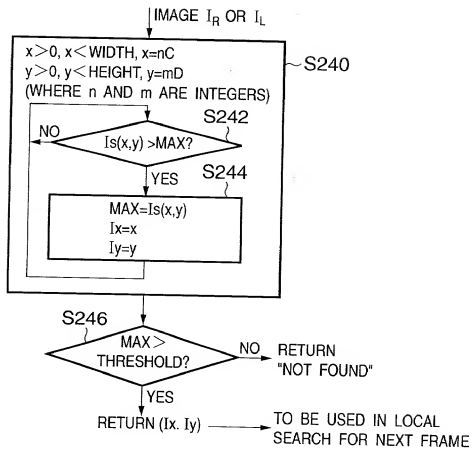 IMAGE IR OR IL
x>0, x<WIDTH, x=nC
y>0, y<HEIGHT, y=mD
(WHERE n AND m ARE INTEGERS)
S240
S242
NO
Is(x,y) >MAX?
YES
S244
MAX=Is(x,y)
Ix=x
Iy=y
S246
MAX>
THRESHOLD?
NO
RETURN
"NOT FOUND"
YES
RETURN (Ix. Iy)
TO BE USED IN LOCAL
SEARCH FOR NEXT FRAME